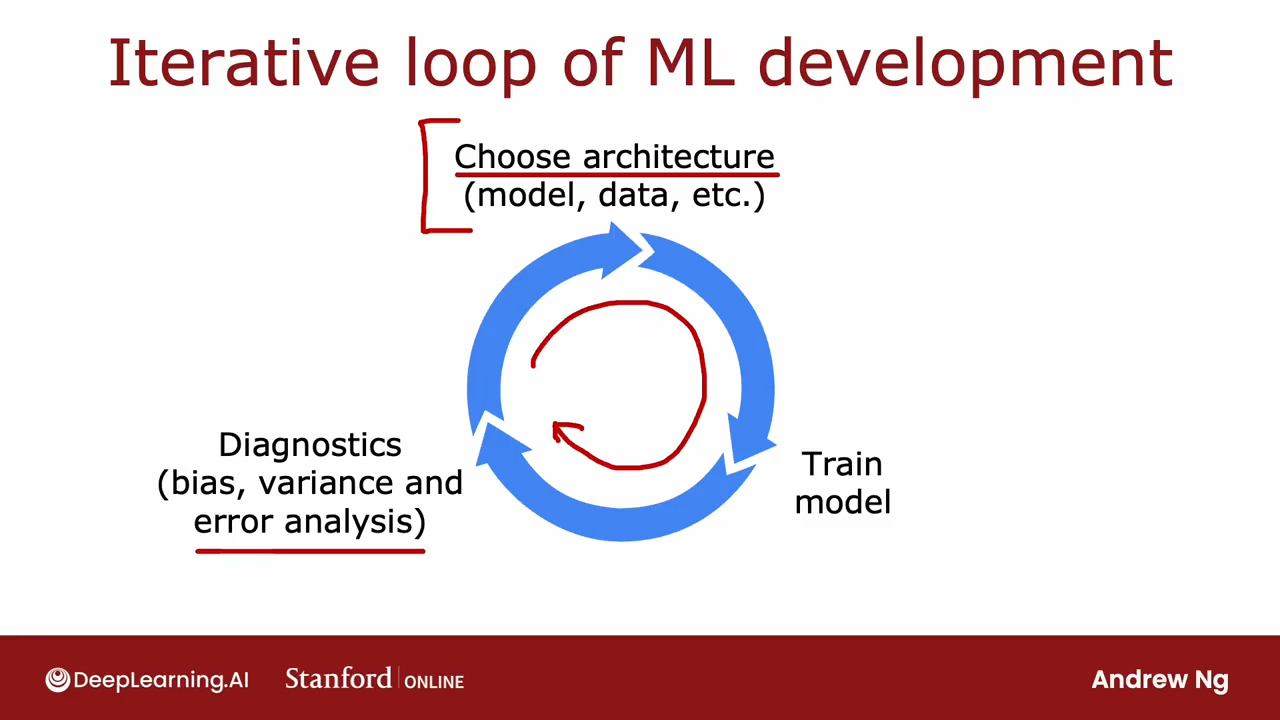 Iterative loop of ML development
Choose architecture
(model, data, etc.)
Diagnostics
(bias, variance and
error analysis)
Train
model
DeepLearning.AI
Stanford | ONLINE
Andrew Ng